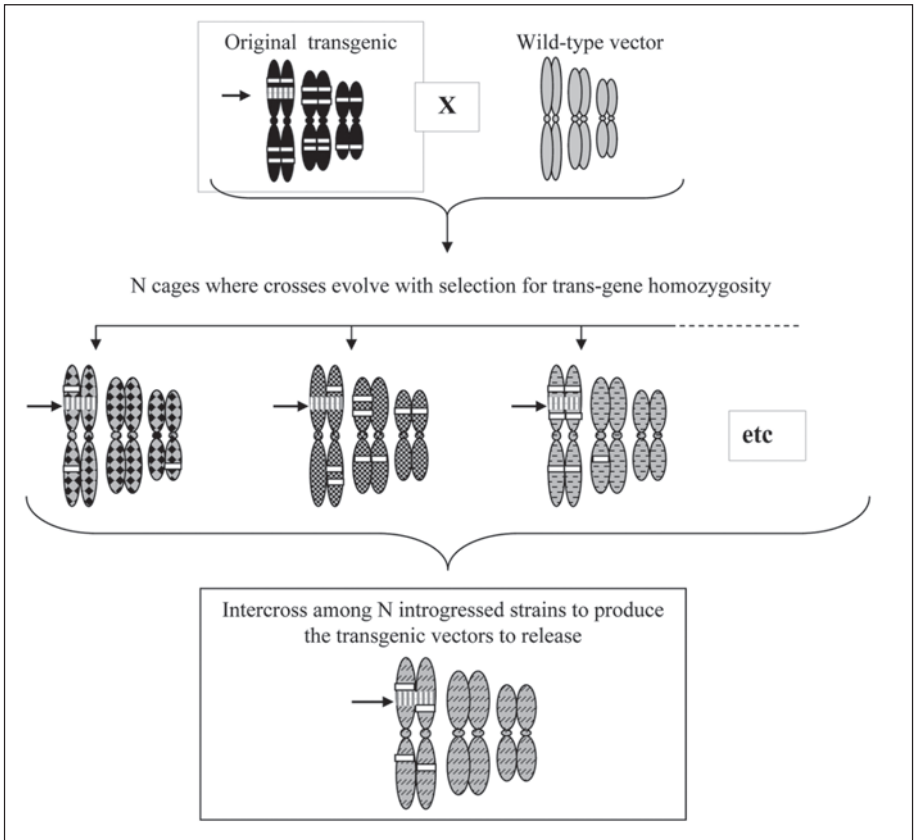 Original transgenic
Wild-type vector
X
N cages where crosses evolve with selection for trans-gene homozygosity
etc
Intercross among N introgressed strains to produce
the transgenic vectors to release